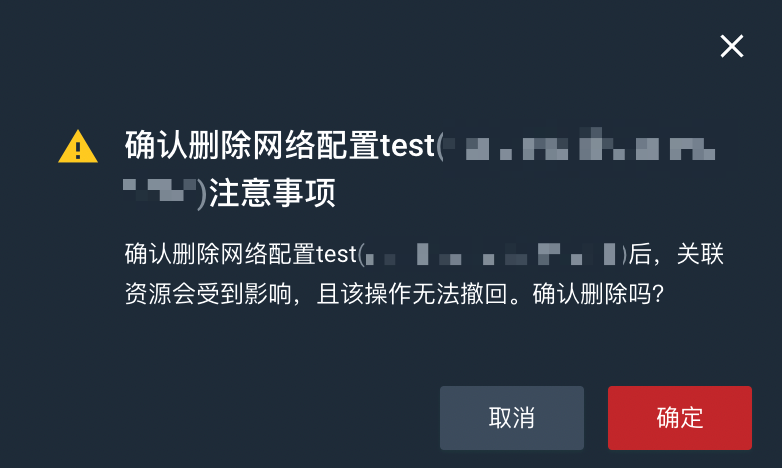 确认删除网络配置test(
)注意事项
确认删除网络配置test( )后，关联
资源会受到影响，且该操作无法撤回。确认删除吗？
取消
确定